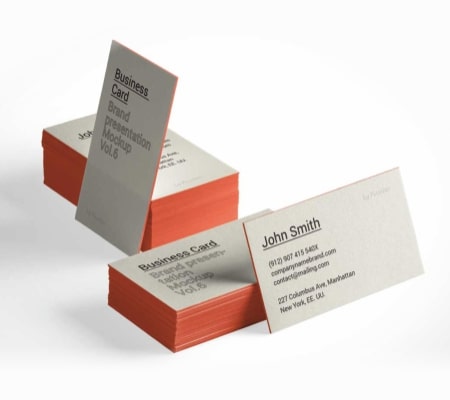 Business
Card
Brand
presentation
Mockup
Vol.6
Business Card
Brand presen-
tation
Mockup
Vol.6
John Smith
(912) 907 415 540X
companynamebrand.com
contact@mading.com
227 Columbus Ave, Manhattan
New York, EE. UU.